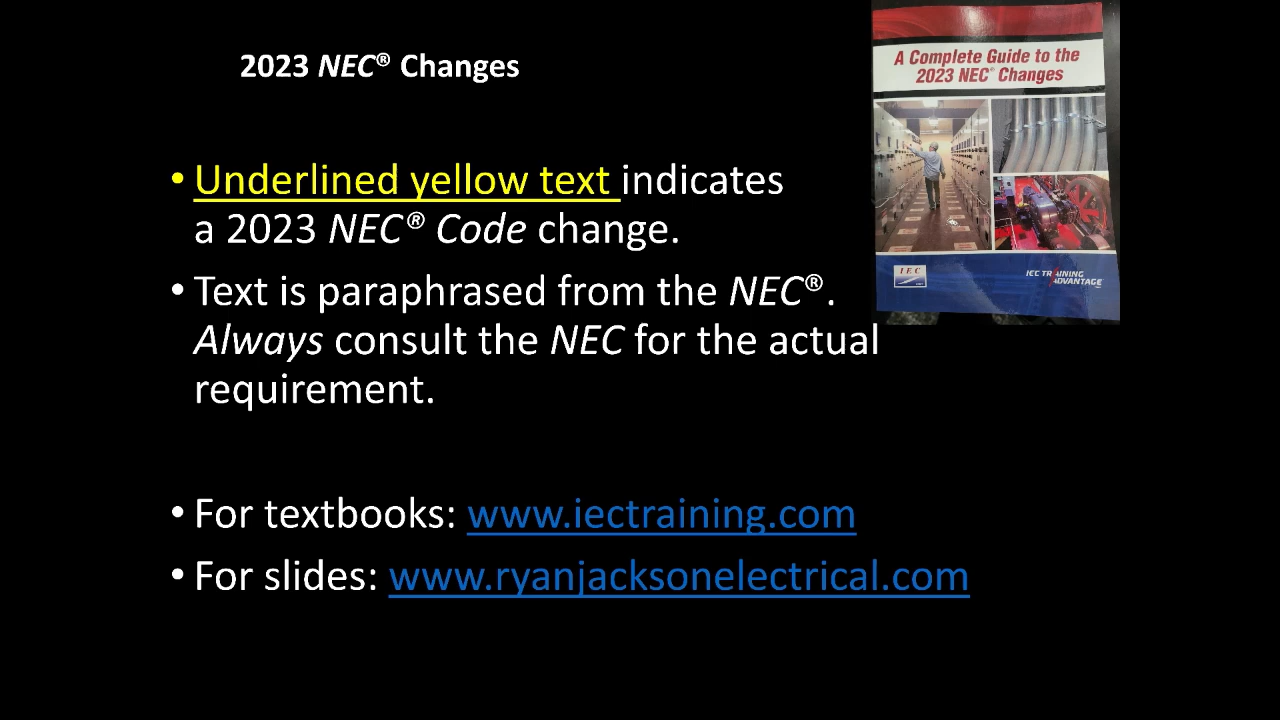 2023 NEC® Changes
A Complete Guide to the
2023 NEC® Changes
• Underlined yellow text indicates
a 2023 NEC® Code change.
• Text is paraphrased from the NEC®.
Always consult the NEC for the actual
requirement.
IEC
IEC TRAINING
ADVANTAGE
• For textbooks: www.iectraining.com
• For slides: www.ryanjacksonelectrical.com